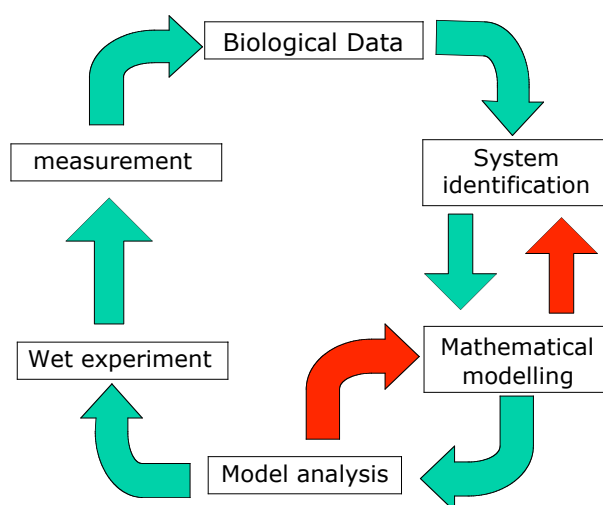 Biological Data
System
identification
Mathematical
modelling
Model analysis
Wet experiment
measurement